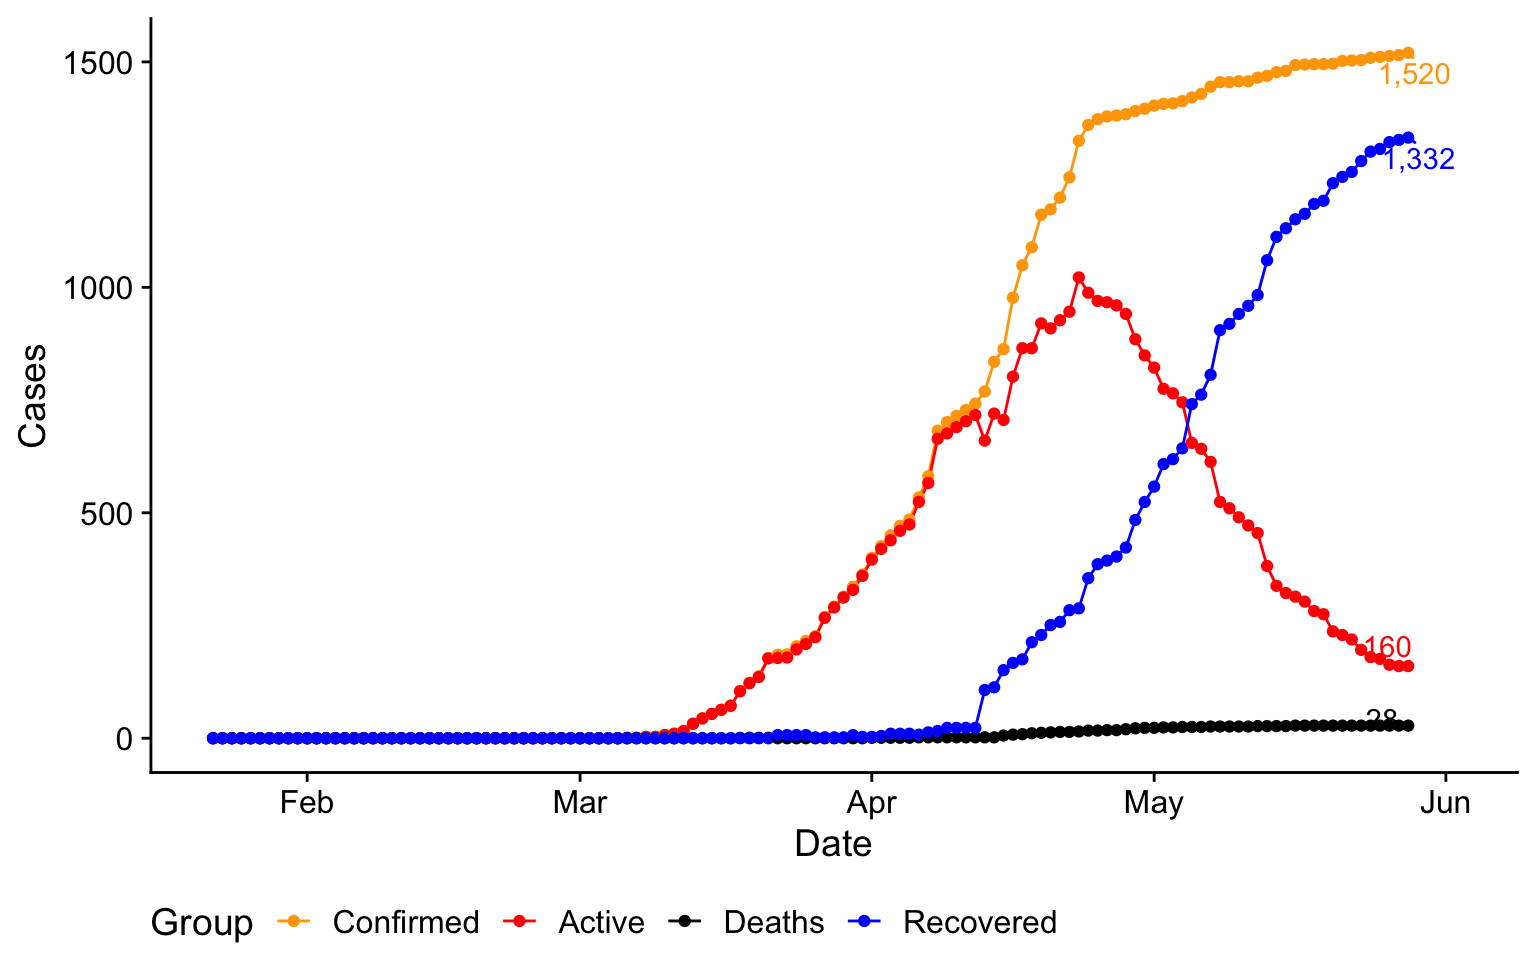 1500
1,520
1,332
1000
Cases
500
160
28
0
Feb Mar Apr May Jun
Date
Group Confirmed Active Deaths Recovered